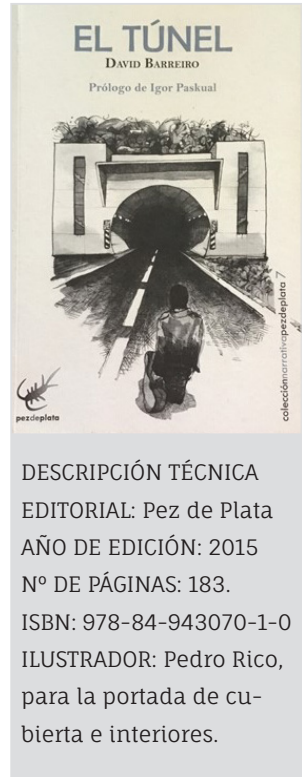 EL TÚNEL
DAVID BARREIRO
Prólogo de Igor Paskual
colecciónnarrativapezdeplata 7
pezdeplata
DESCRIPCIÓN TÉCNICA
EDITORIAL: Pez de Plata
AÑO DE EDICIÓN: 2015
Nº DE PÁGINAS: 183.
ISBN: 978-84-943070-1-0
ILUSTRADOR: Pedro Rico,
para la portada de cu-
bierta e interiores.